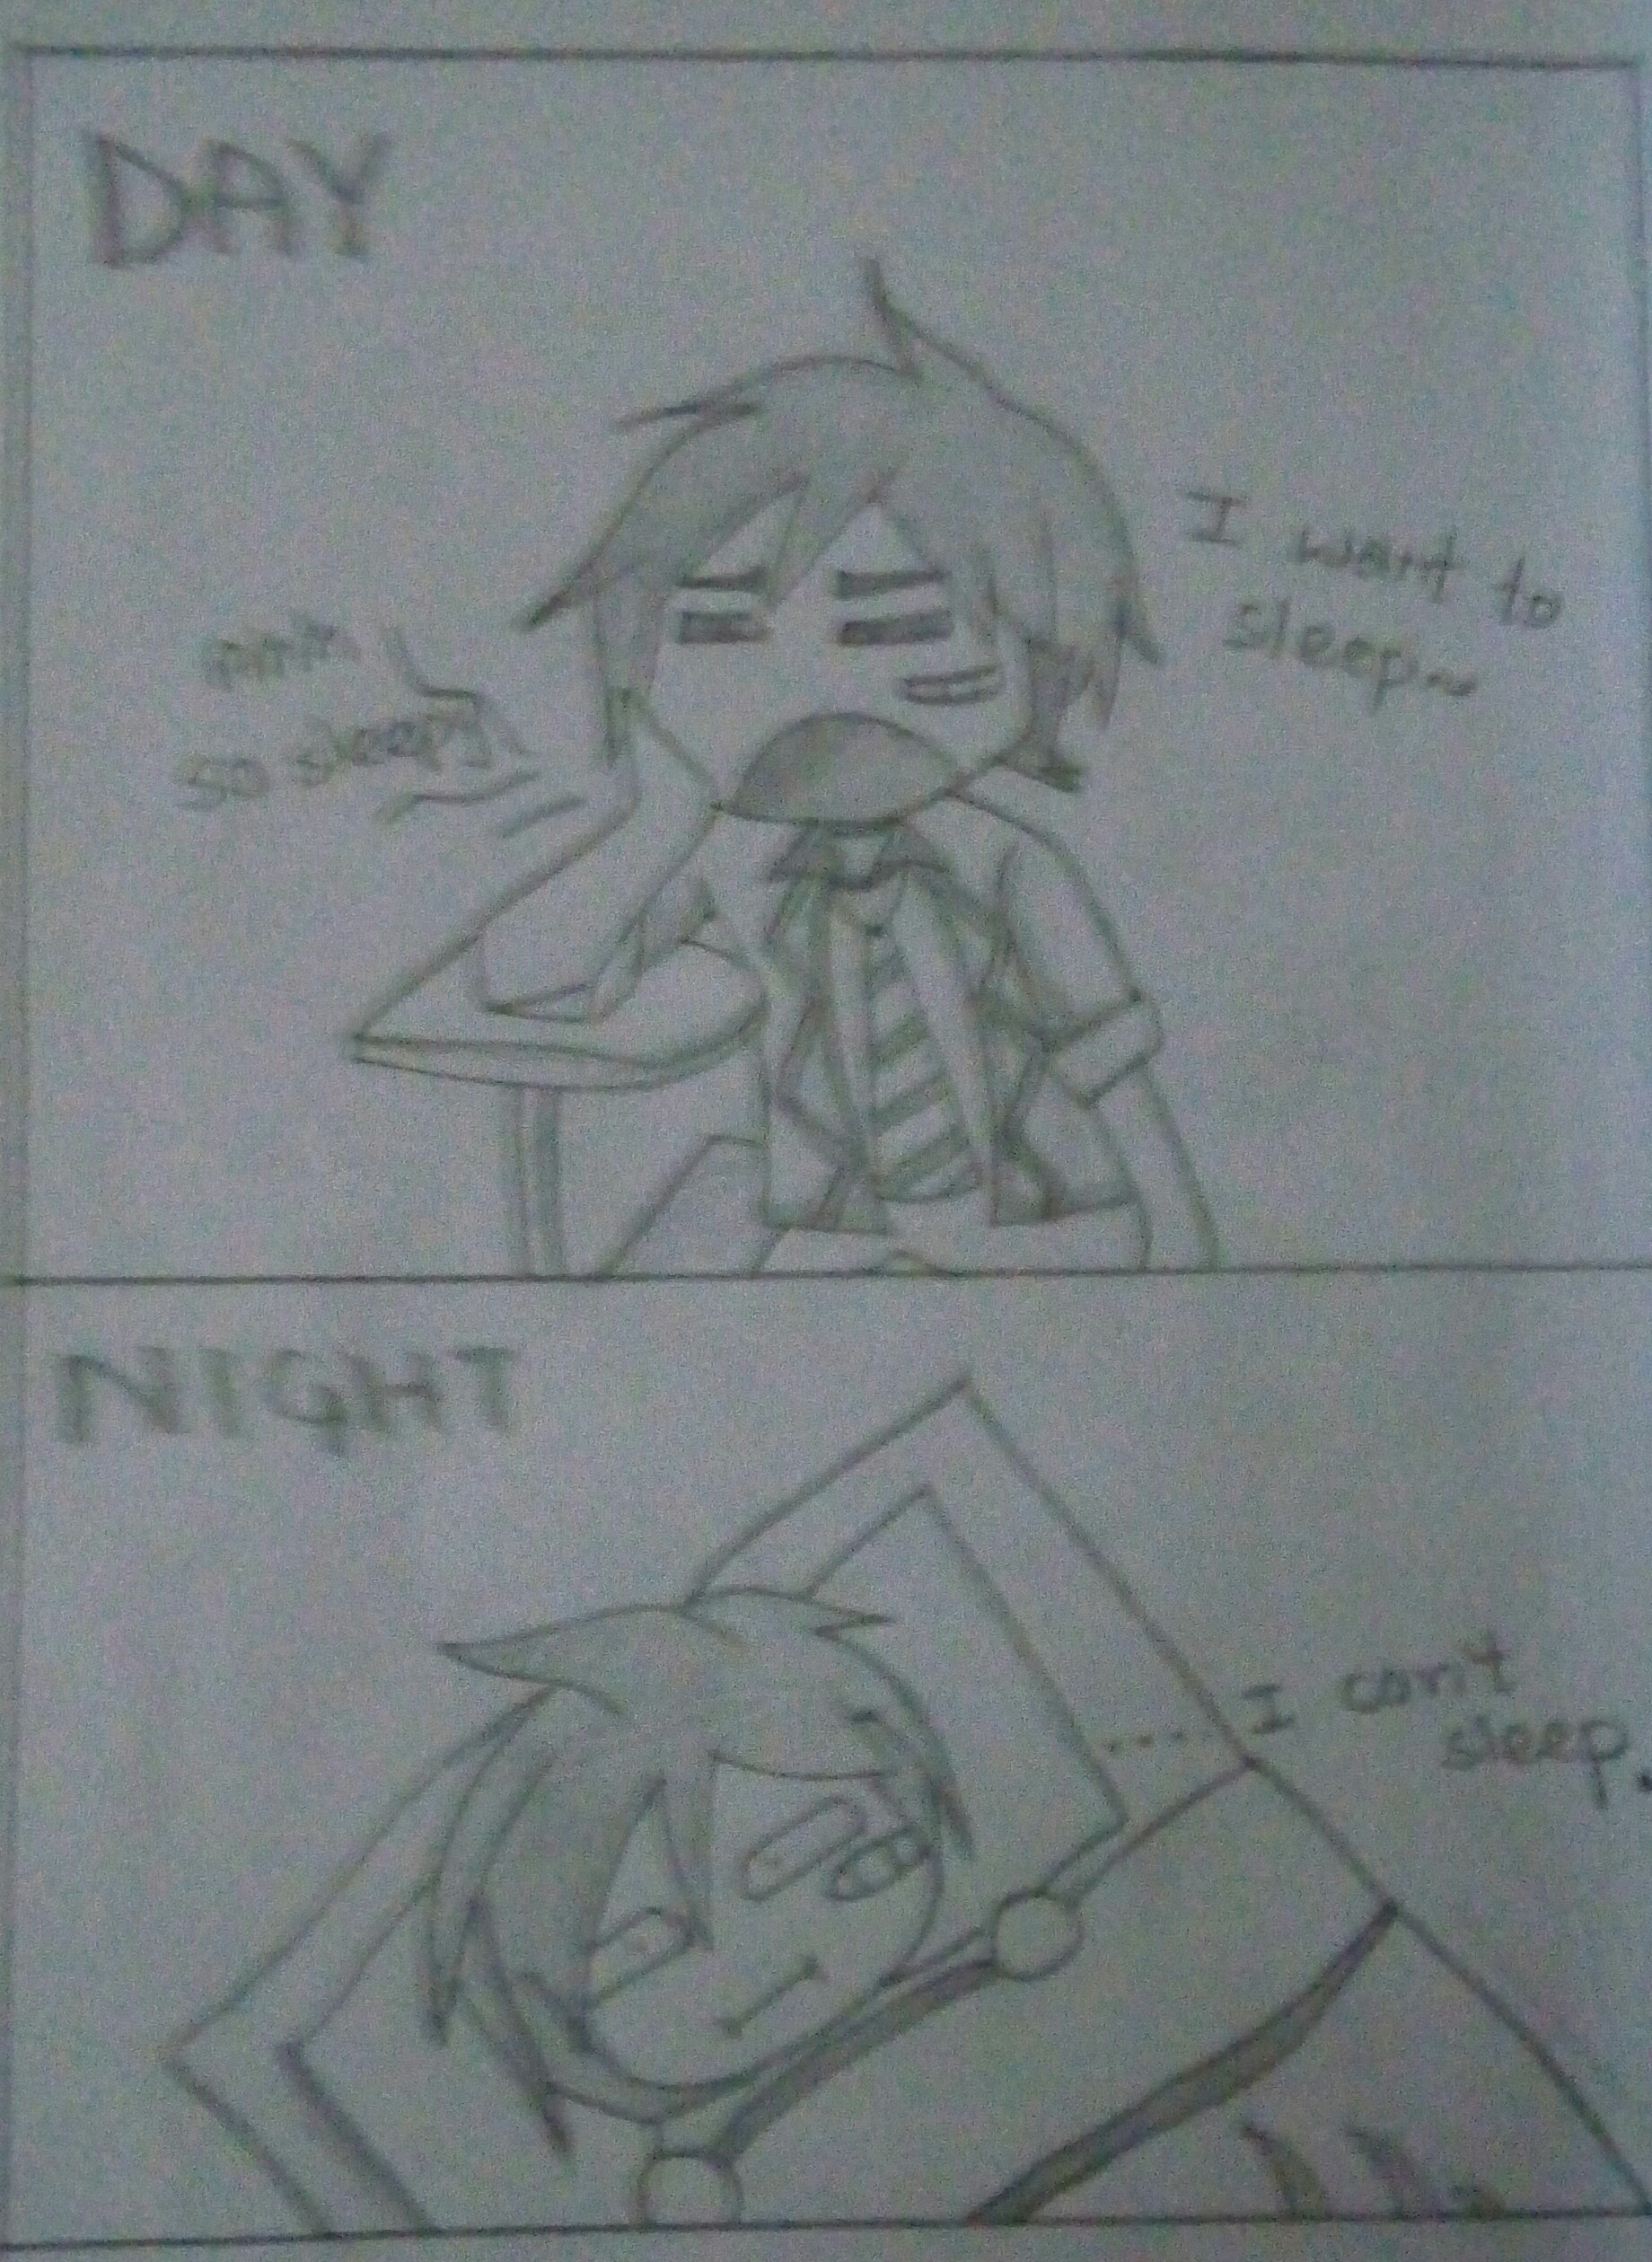 DAY
I want to
sleep~
so sleepy
NIGHT
I can't
sleep.